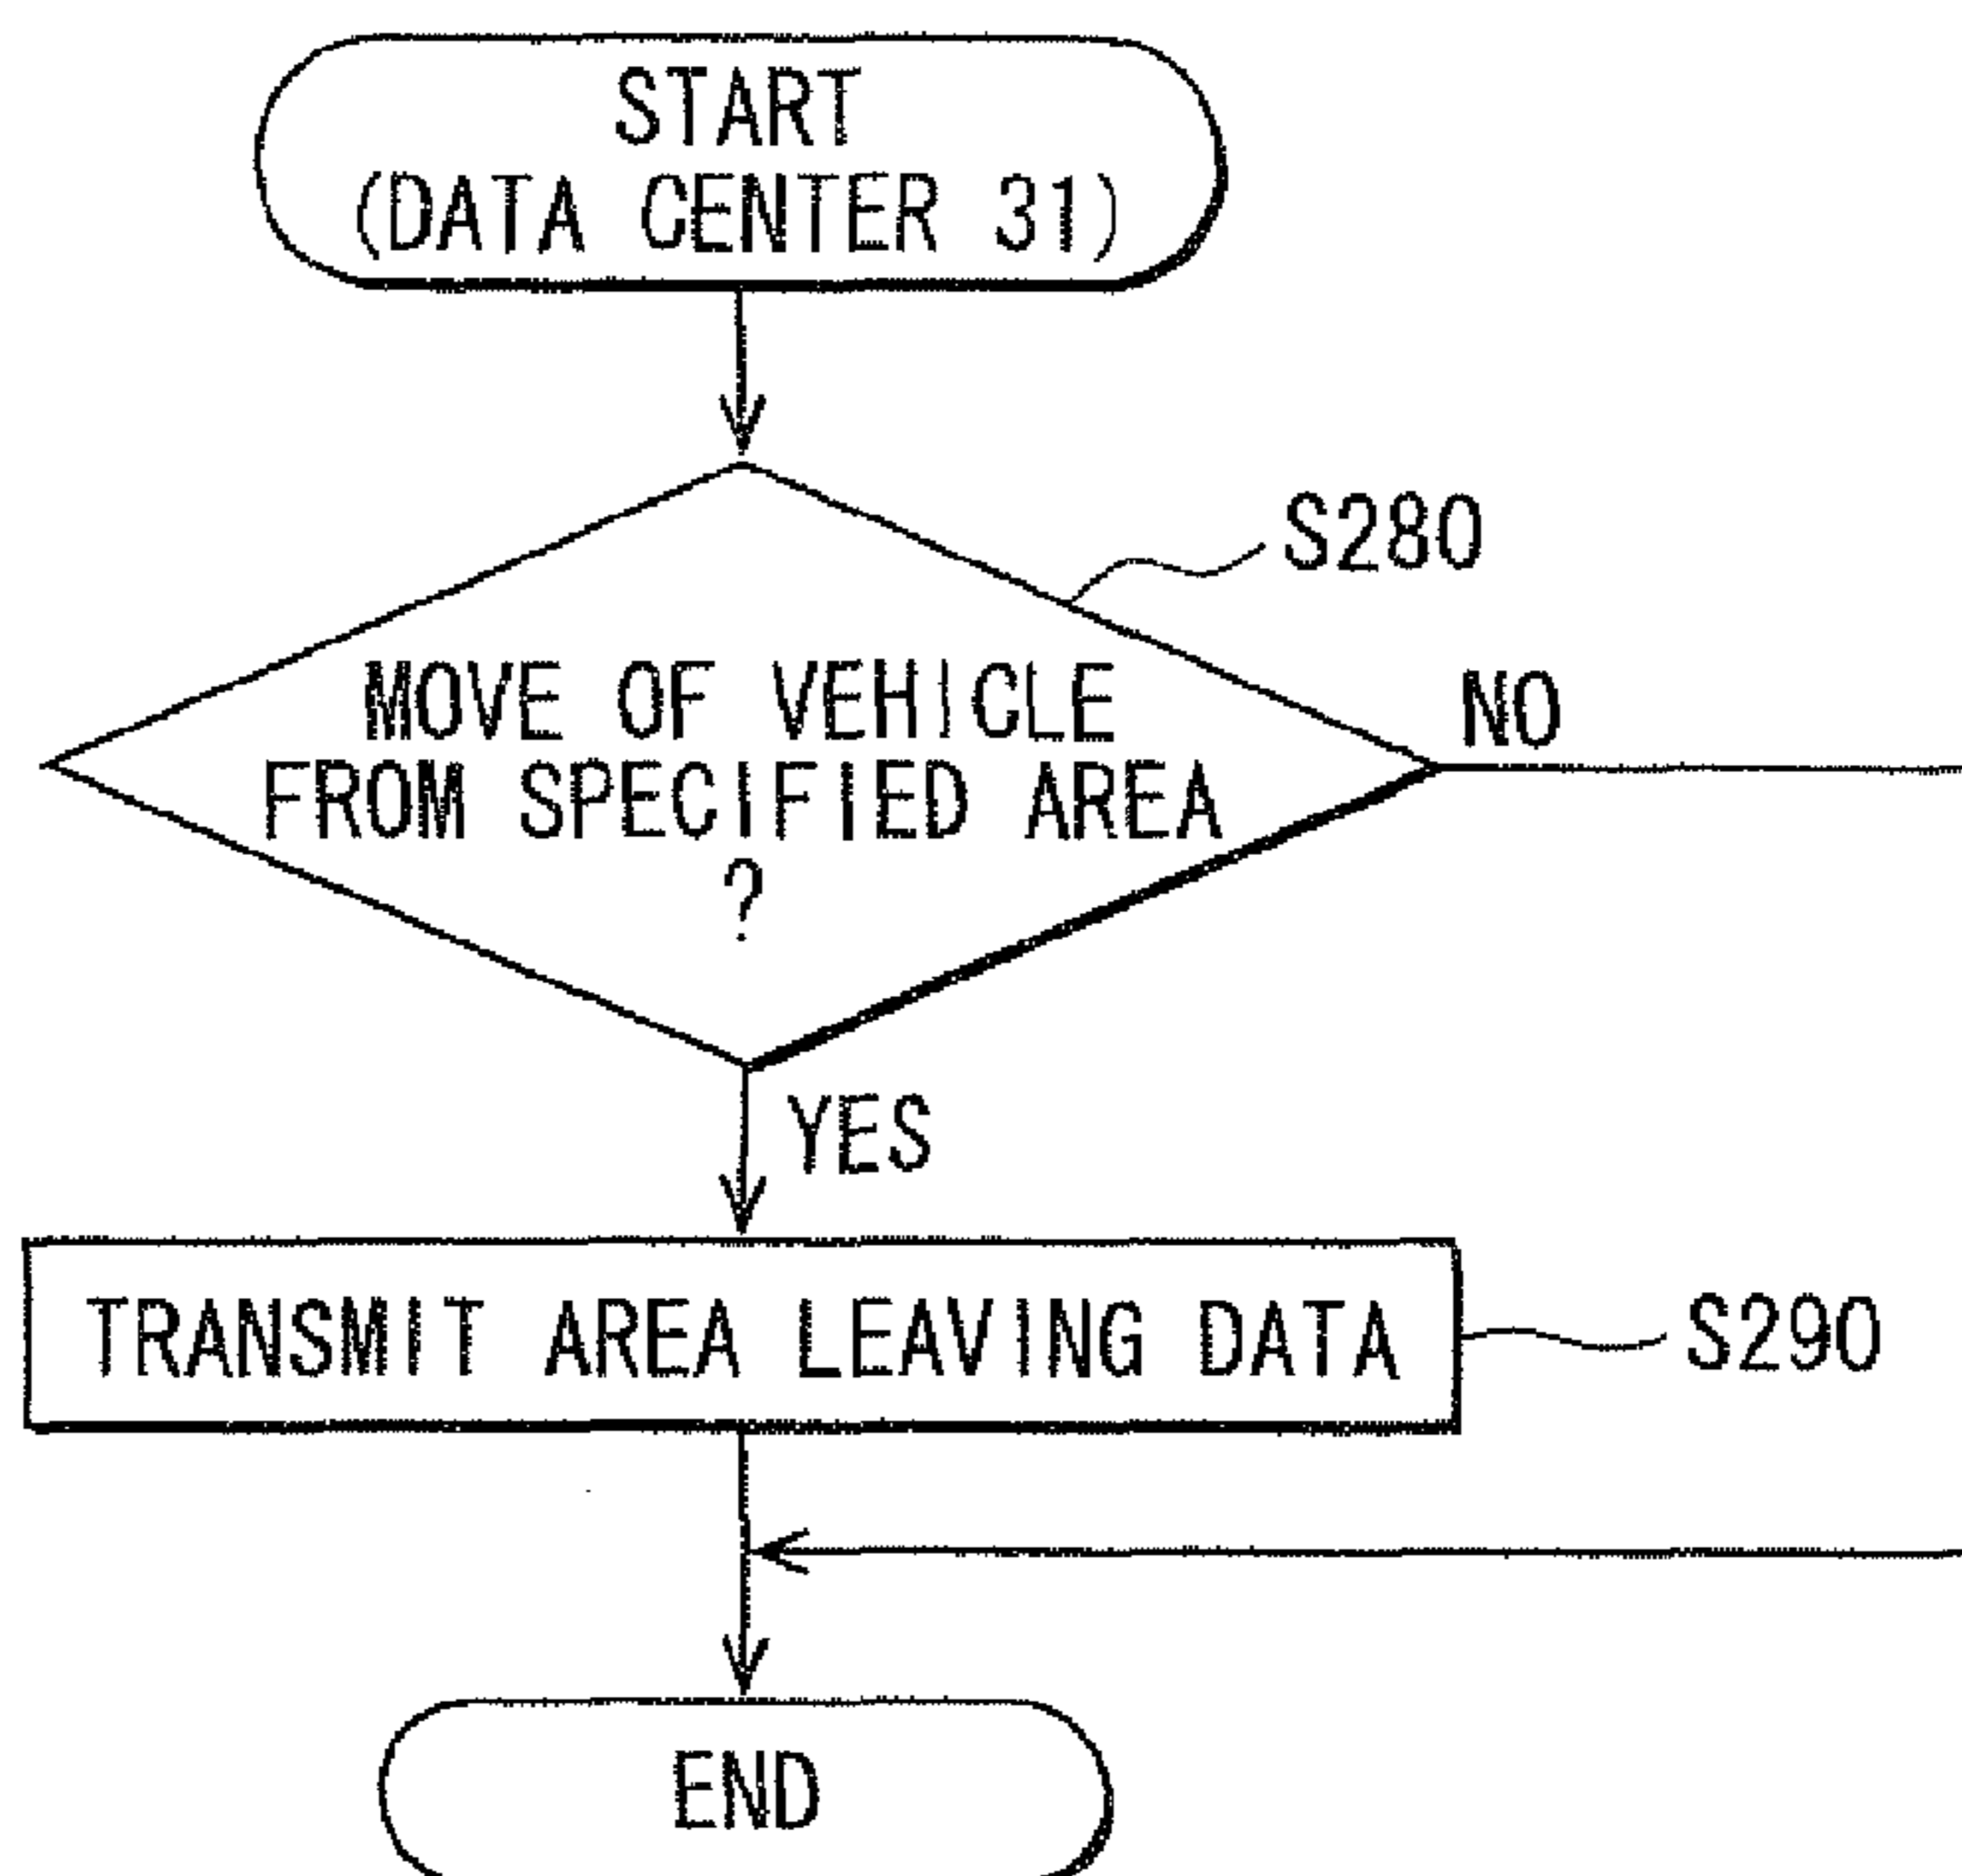 START
(DATA CENTER 31)
S280
MOVE OF VEHICLE
FROM SPECIFIED AREA
?
NO
YES
TRANSMIT AREA LEAVING DATA
S290
END